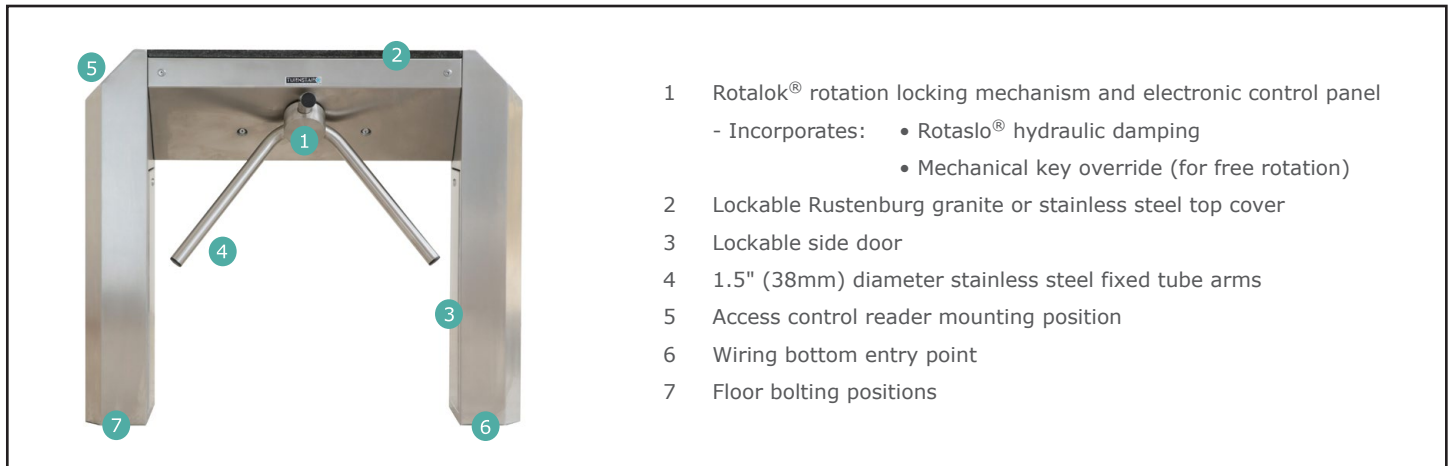 5
2
1
4
3
7
6
1 Rotalok® rotation locking mechanism and electronic control panel
- Incorporates: • Rotaslo® hydraulic damping
• Mechanical key override (for free rotation)
2 Lockable Rustenburg granite or stainless steel top cover
3 Lockable side door
4 1.5" (38mm) diameter stainless steel fixed tube arms
5 Access control reader mounting position
6 Wiring bottom entry point
7 Floor bolting positions